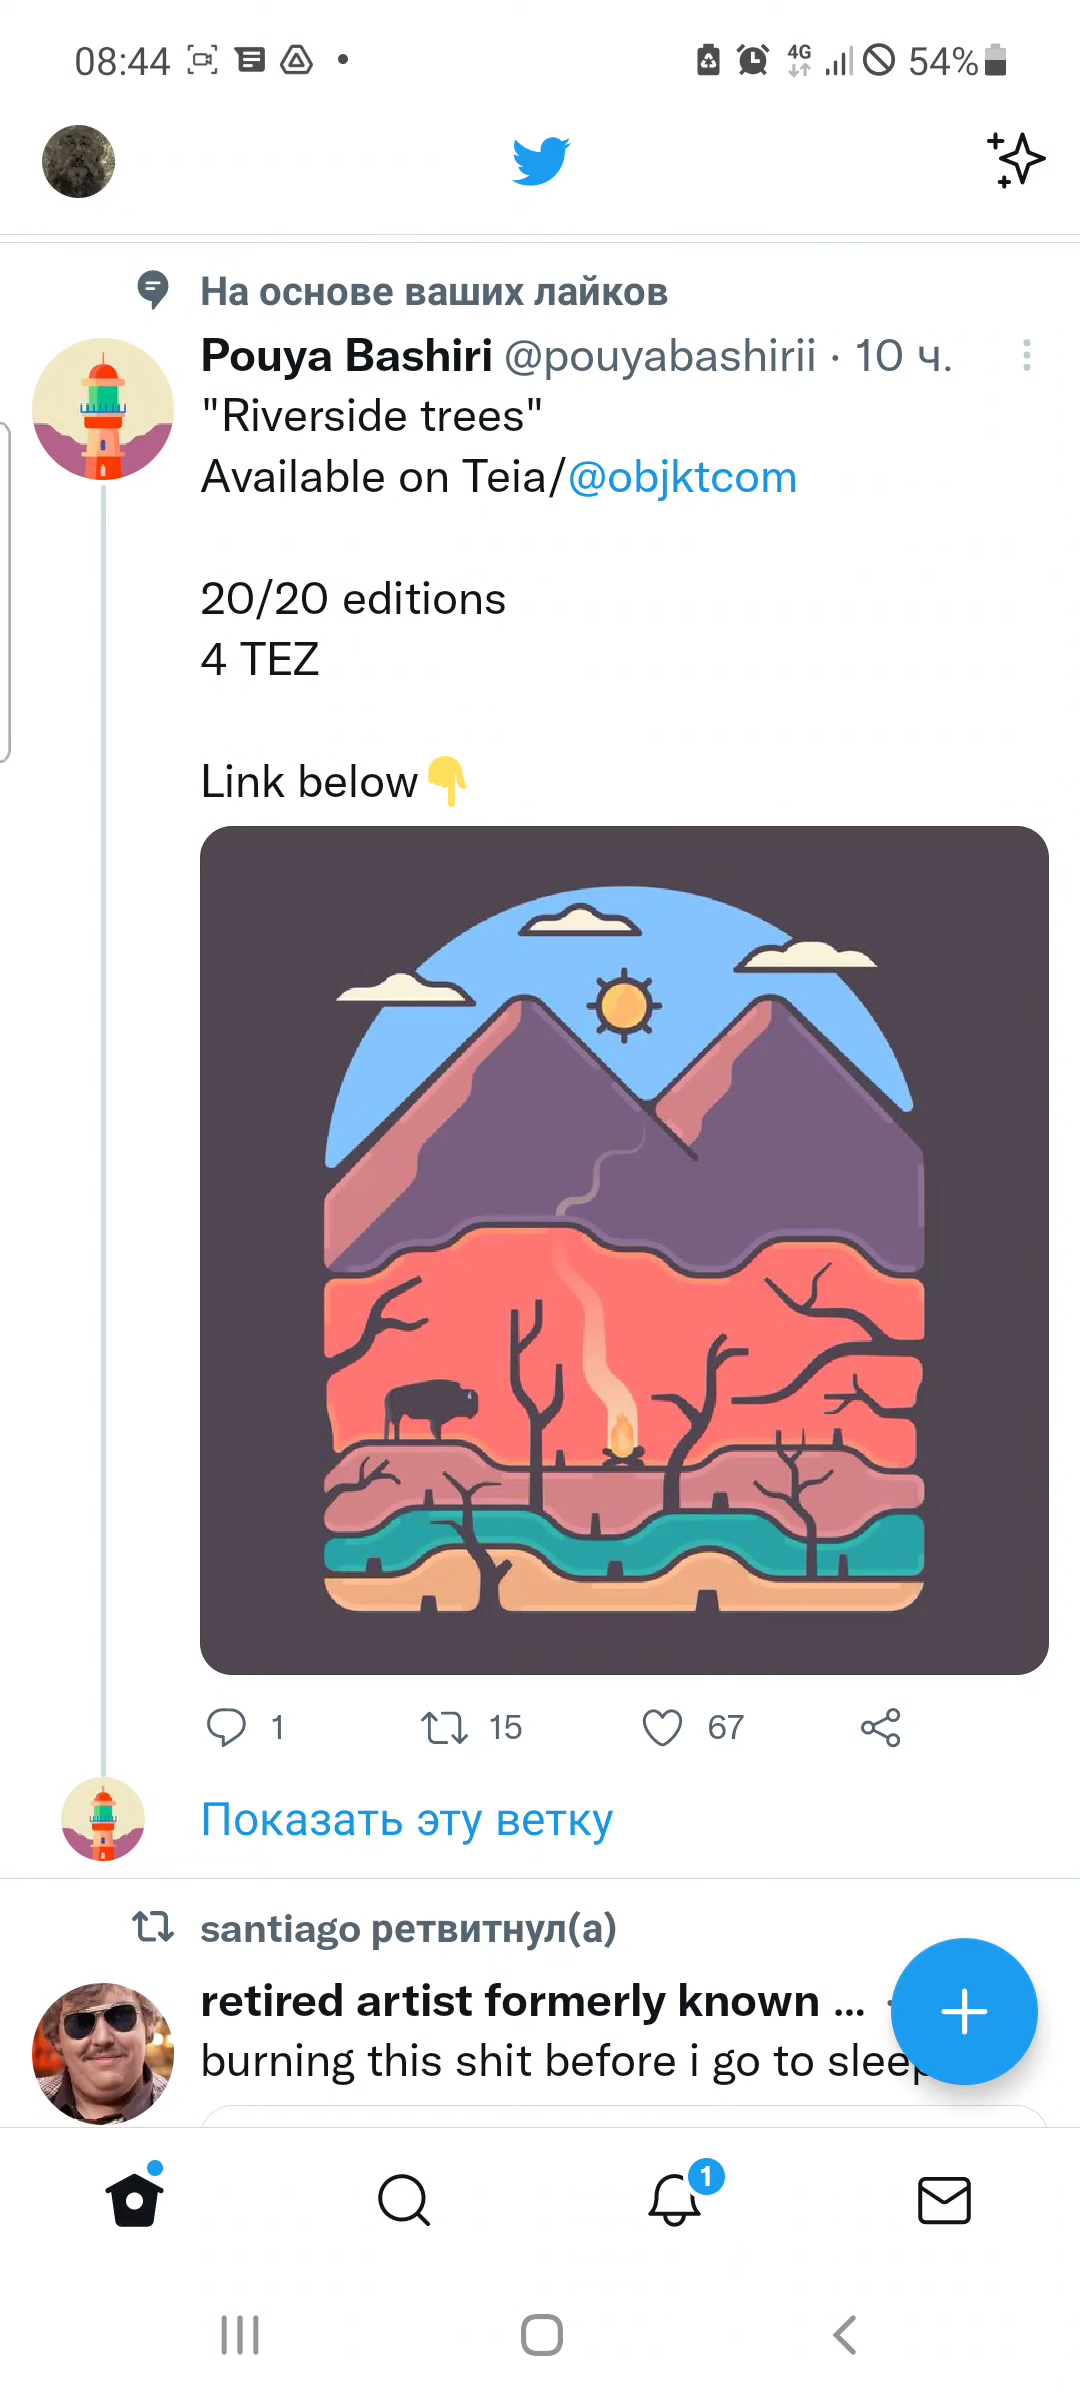 08:44
4G
54%
На основе ваших лайков
Pouya Bashiri @pouyabashirii · 10 ч.
"Riverside trees"
Available on Teia/@objktcom
20/20 editions
4 TEZ
Link below👇
1 15 67
Показать эту ветку
santiago ретвитнул(а)
retired artist formerly known ... ·
burning this shit before i go to sleep
1